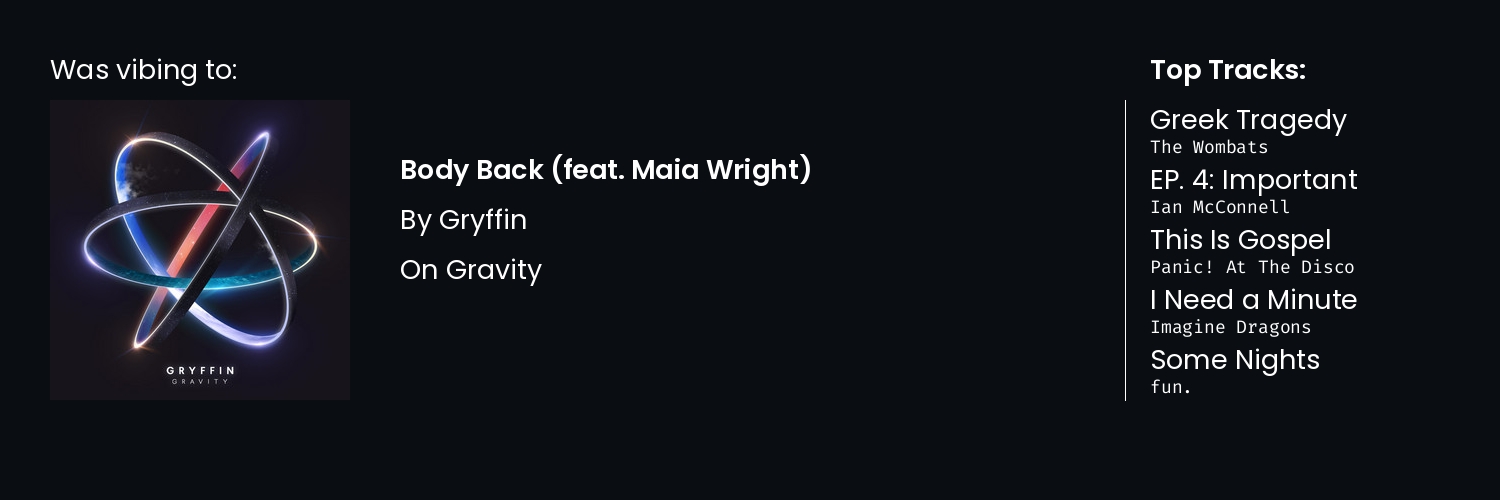 Was vibing to:
GRYFFIN
GRAVITY
Body Back (feat. Maia Wright)
By Gryffin
On Gravity
Top Tracks:
Greek Tragedy
The Wombats
EP. 4: Important
Ian McConnell
This Is Gospel
Panic! At The Disco
I Need a Minute
Imagine Dragons
Some Nights
fun.